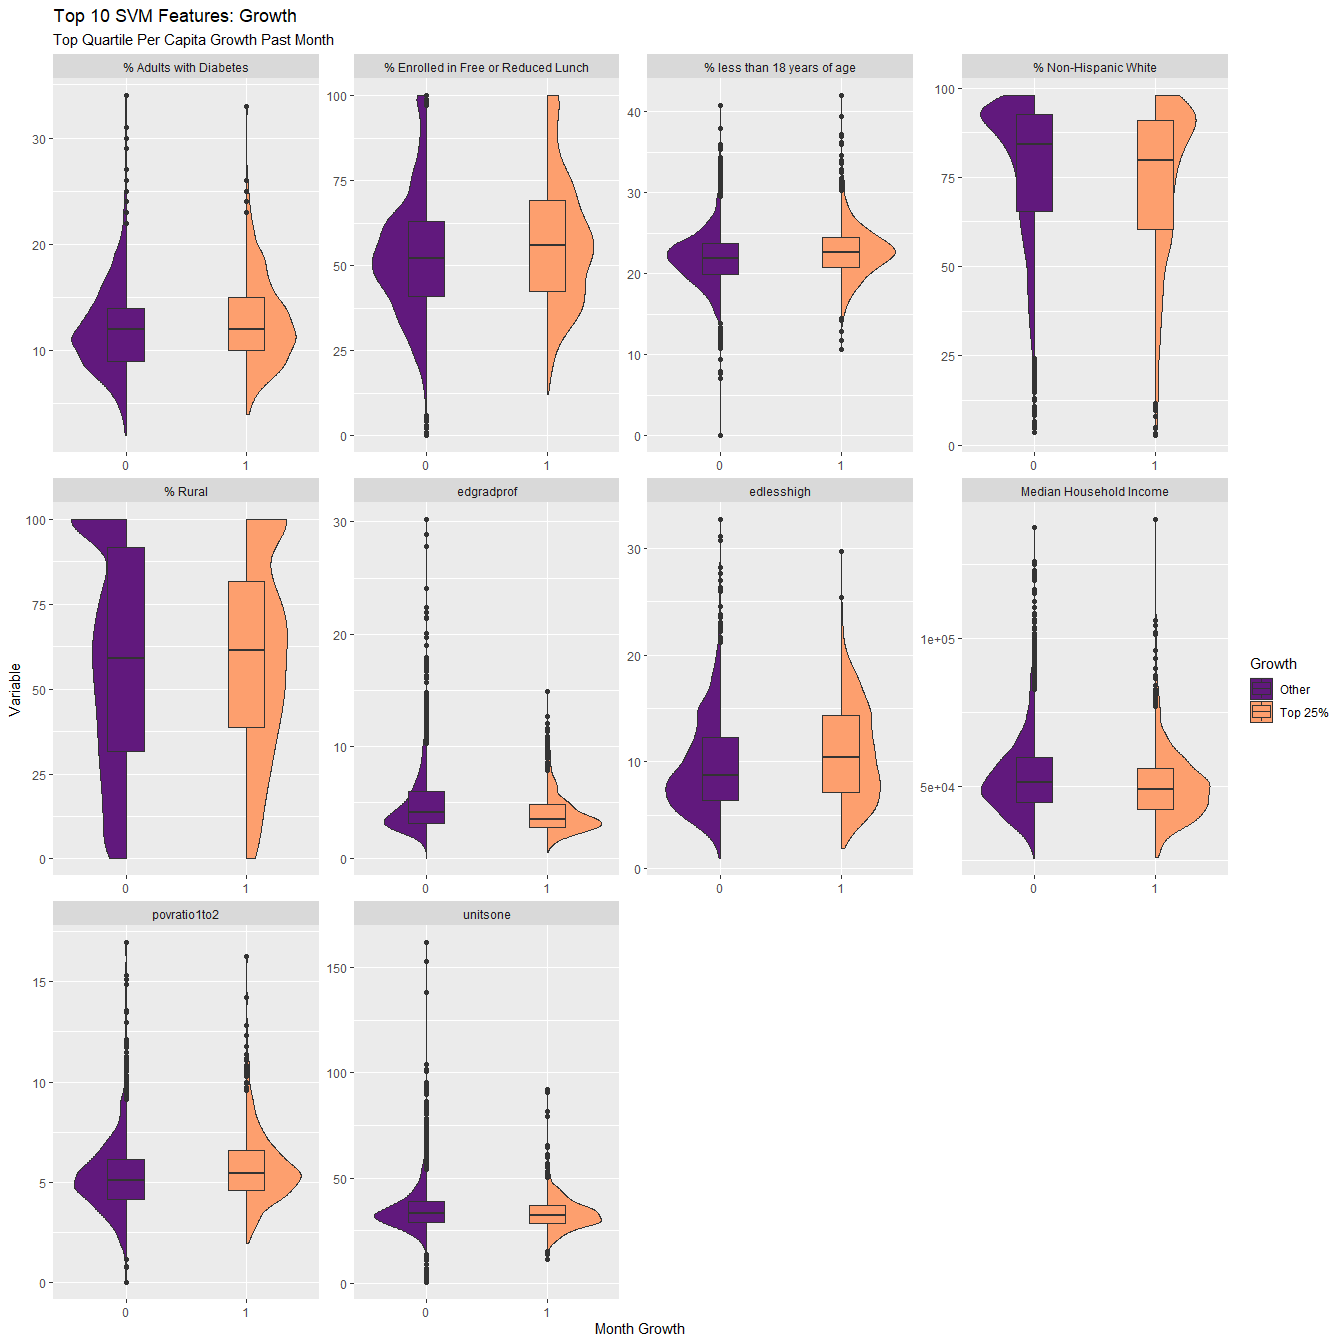 Top 10 SVM Features: Growth
Top Quartile Per Capita Growth Past Month
% Adults with Diabetes
% Enrolled in Free or Reduced Lunch
% less than 18 years of age
% Non-Hispanic White
30
20
10
0 1
100
75
50
25
0
0 1
40
30
20
10
0
0 1
100
75
50
25
0
0 1
% Rural
edgradprof
edlesshigh
Median Household Income
100
75
50
25
0
0 1
30
20
10
0
0 1
30
20
10
0
0 1
1e+05
5e+04
0 1
povratio1to2
unitsone
15
10
5
0
0 1
150
100
50
0
0 1
Variable
Month Growth
Growth
Other
Top 25%